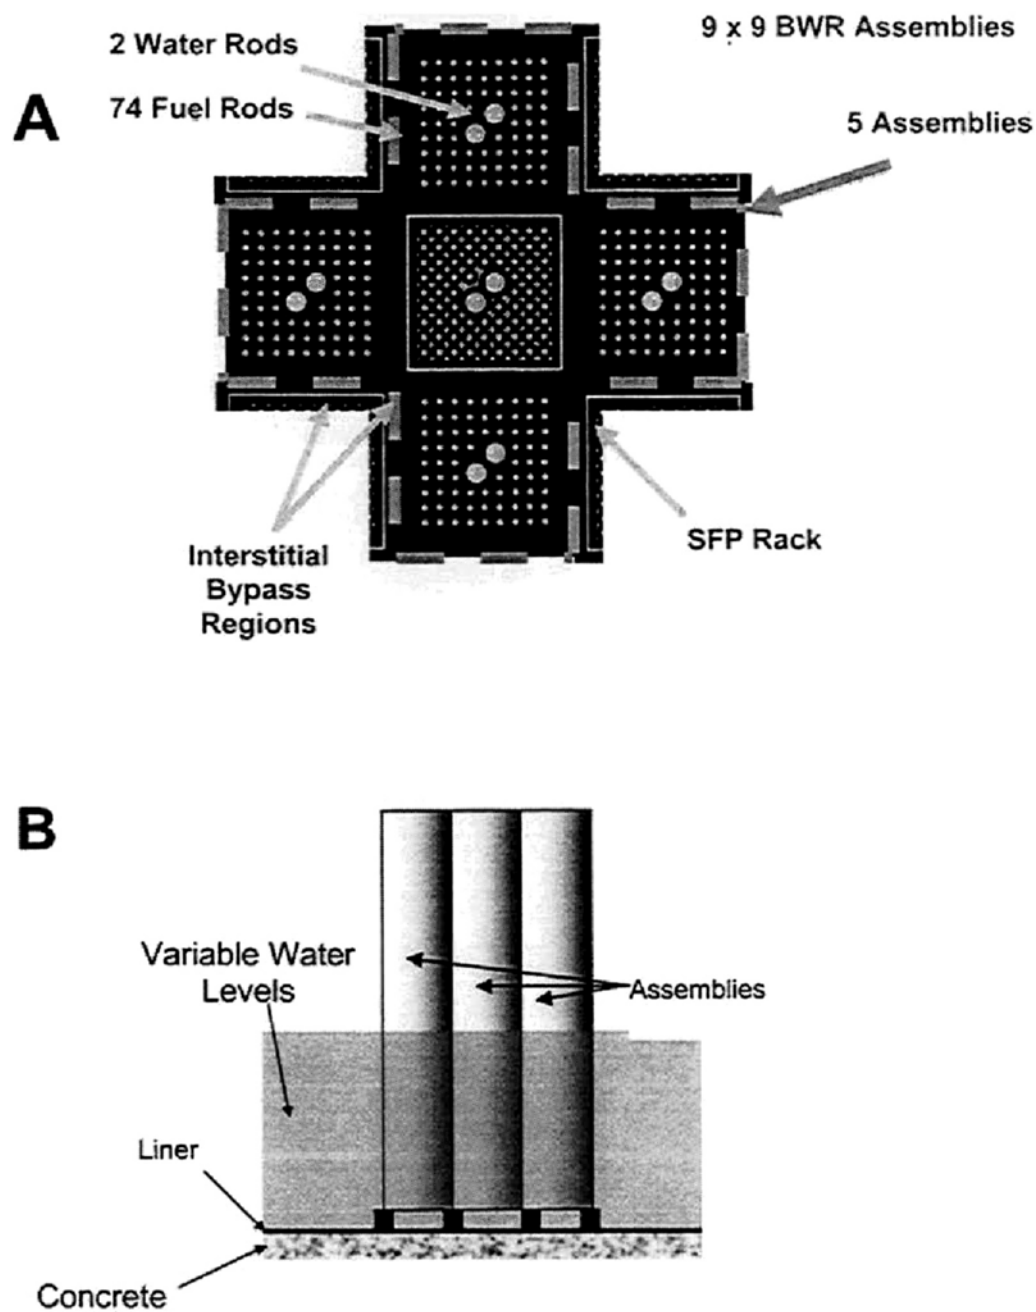 9 x 9 BWR Assemblies
2 Water Rods
A
74 Fuel Rods
5 Assemblies
Interstitial
Bypass
Regions
SFP Rack
B
Variable Water
Levels
Assemblies
Liner
Concrete